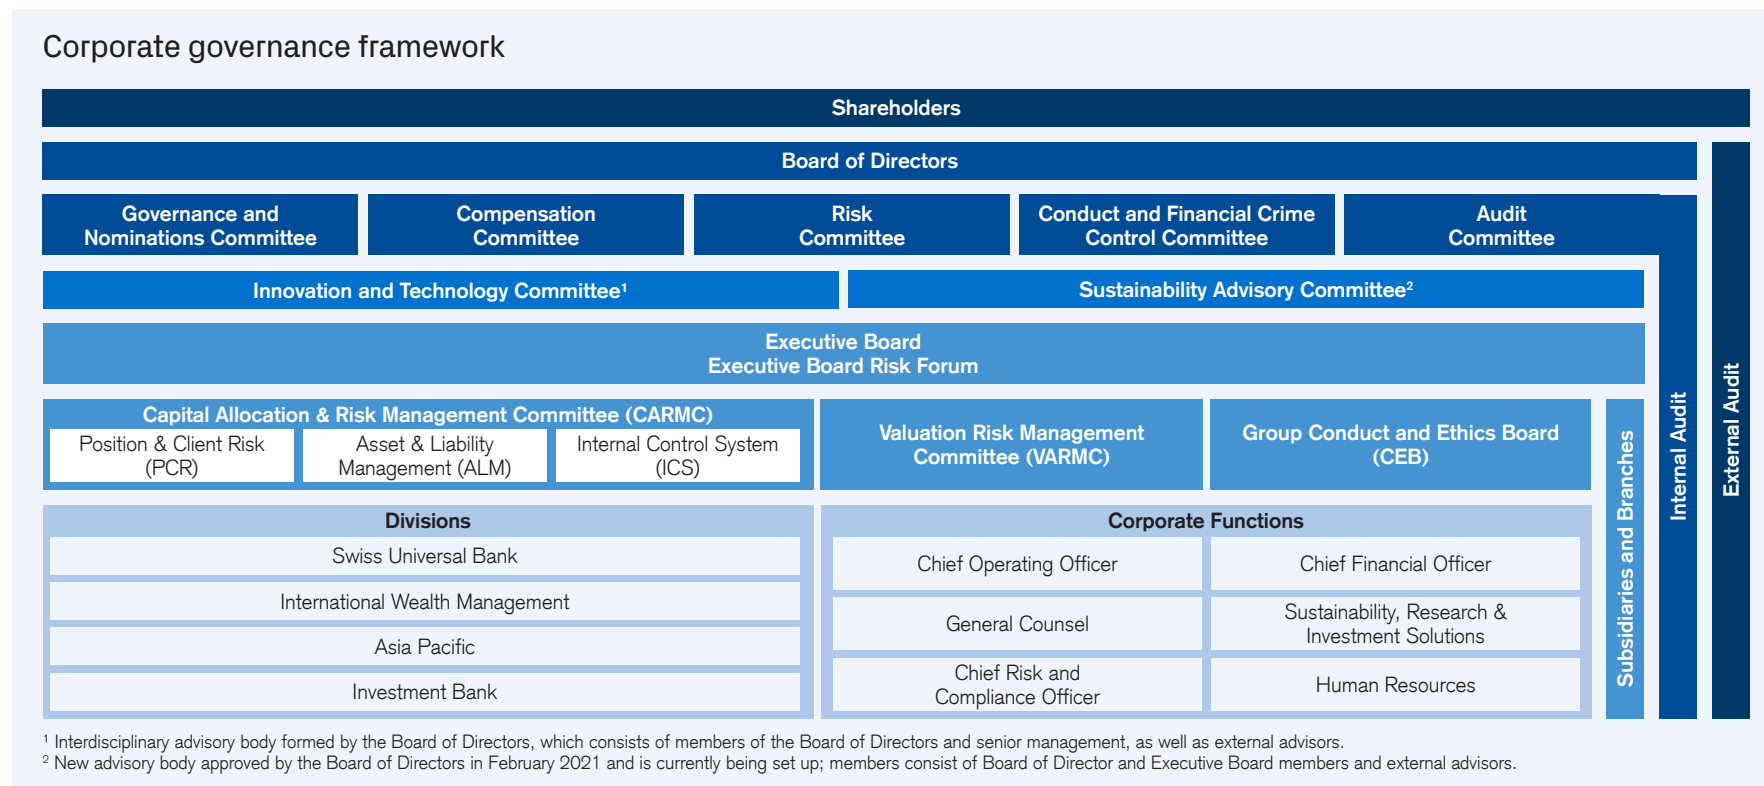 Corporate governance framework
Shareholders
Board of Directors
Governance and
Nominations Committee
Compensation
Committee
Risk
Committee
Conduct and Financial Crime
Control Committee
Audit
Committee
Innovation and Technology Committee¹
Sustainability Advisory Committee²
Executive Board
Executive Board Risk Forum
Capital Allocation & Risk Management Committee (CARMC)
Position & Client Risk
(PCR)
Asset & Liability
Management (ALM)
Internal Control System
(ICS)
Valuation Risk Management
Committee (VARMC)
Group Conduct and Ethics Board
(CEB)
Divisions
Swiss Universal Bank
International Wealth Management
Asia Pacific
Investment Bank
Corporate Functions
Chief Operating Officer
Chief Financial Officer
General Counsel
Sustainability, Research &
Investment Solutions
Chief Risk and
Compliance Officer
Human Resources
Subsidiaries and Branches
Internal Audit
External Audit
¹ Interdisciplinary advisory body formed by the Board of Directors, which consists of members of the Board of Directors and senior management, as well as external advisors.
² New advisory body approved by the Board of Directors in February 2021 and is currently being set up; members consist of Board of Director and Executive Board members and external advisors.